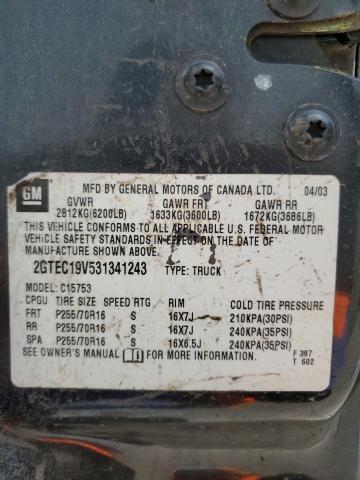 GM
MFD BY GENERAL MOTORS OF CANADA LTD. 04/03
GVWR GAWR FRT GAWR RR
2812KG(6200LB) 1633KG(3600LB) 1672KG(3686LB)
THIS VEHICLE CONFORMS TO ALL APPLICABLE U.S. FEDERAL MOTOR
VEHICLE SAFETY STANDARDS IN EFFECT ON THE DATE OF
MANUFACTURE SHOWN ABOVE.
2GTEC19V531341243 TYPE: TRUCK
MODEL: C15753
CPGU TIRE SIZE SPEED RTG RIM COLD TIRE PRESSURE
FRT P255/70R16 S 16X7J 210KPA(30PSI)
RR P255/70R16 S 16X7J 240KPA(35PSI)
SPA P255/70R16 S 16X6.5J 240KPA(35PSI)
SEE OWNER'S MANUAL FOR MORE INFORMATION. F 397
T 602